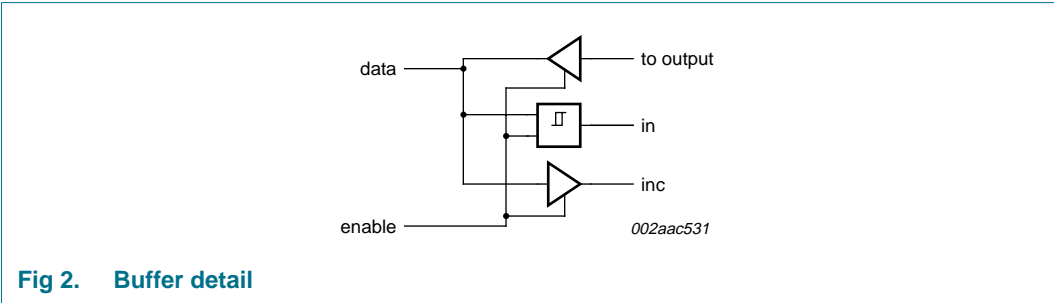 data
to output
in
inc
enable
002aac531
Fig 2. Buffer detail